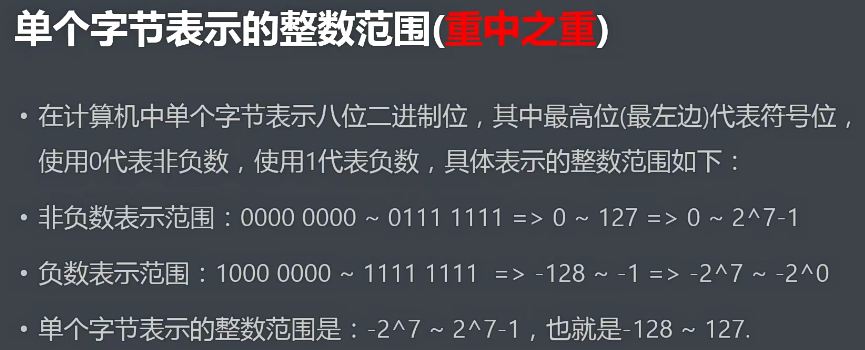 单个字节表示的整数范围(重中之重)
• 在计算机中单个字节表示八位二进制位，其中最高位(最左边)代表符号位，
使用0代表非负数，使用1代表负数，具体表示的整数范围如下：
• 非负数表示范围：0000 0000 ~ 0111 1111 => 0 ~ 127 => 0 ~ 2^7-1
• 负数表示范围：1000 0000 ~ 1111 1111  => -128 ~ -1 => -2^7 ~ -2^0
• 单个字节表示的整数范围是：-2^7 ~ 2^7-1，也就是-128 ~ 127.